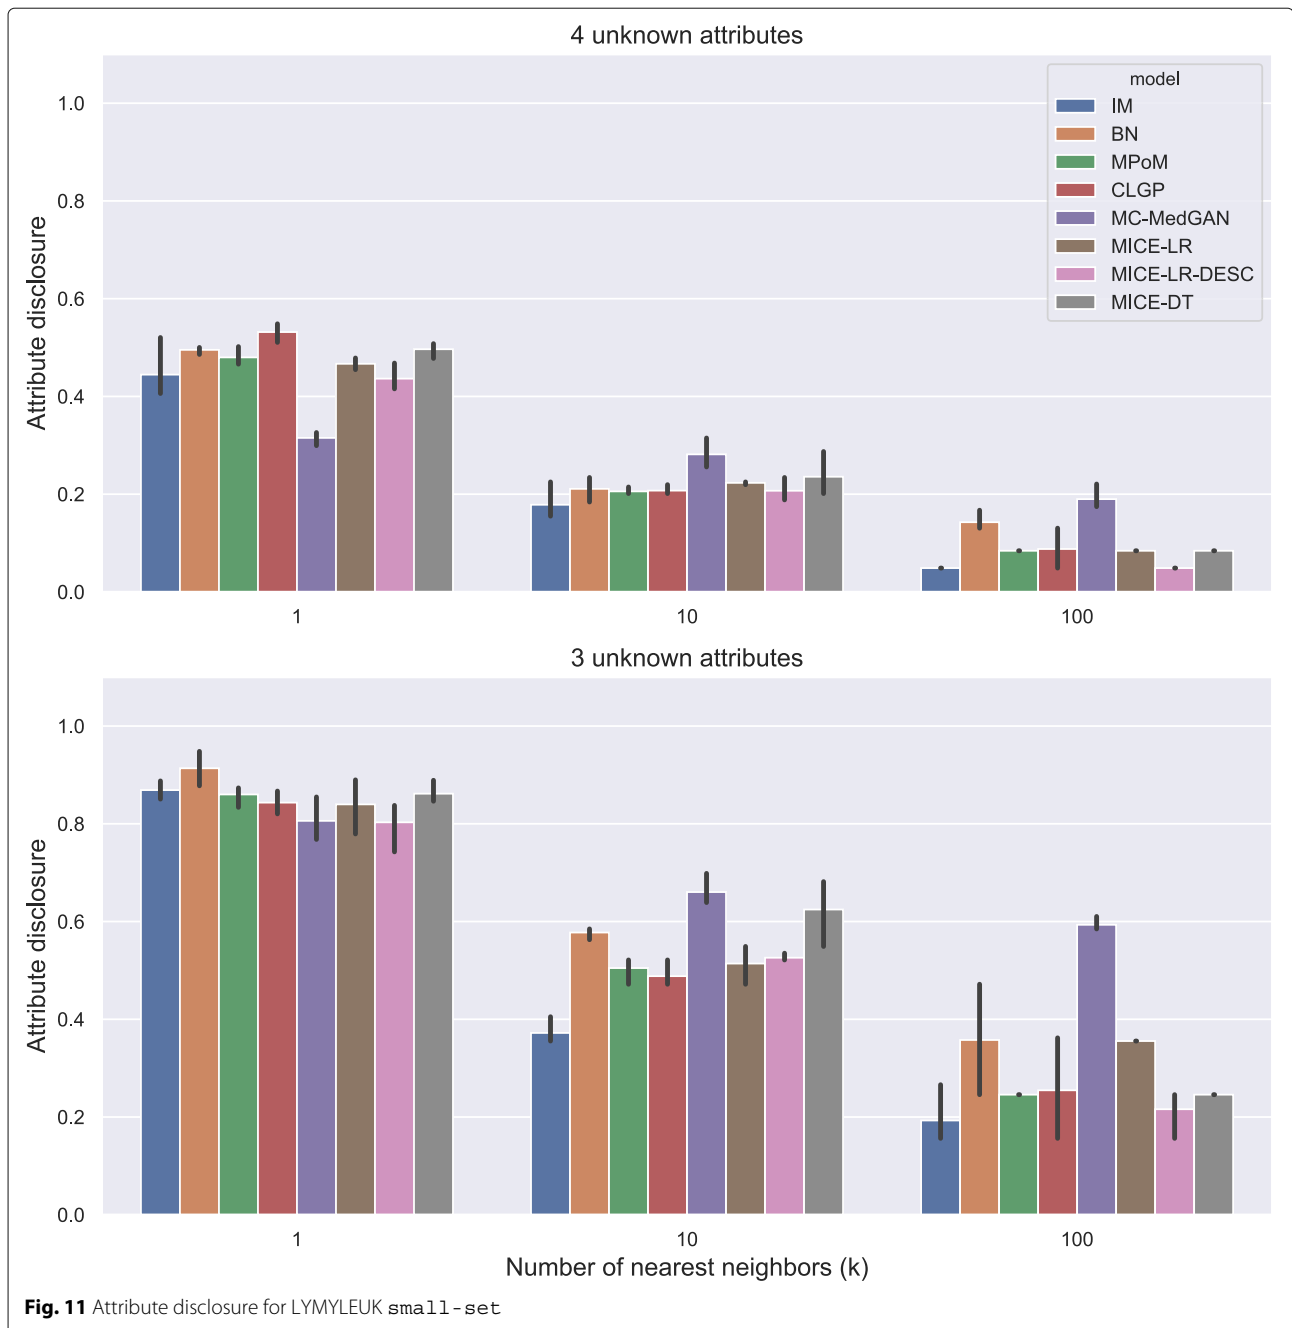 4 unknown attributes
1.0
0.8
0.6
0.4
0.2
0.0
Attribute disclosure
model
IM
BN
MPoM
CLGP
MC-MedGAN
MICE-LR
MICE-LR-DESC
MICE-DT
1 10 100
3 unknown attributes
1.0
0.8
0.6
0.4
0.2
0.0
Attribute disclosure
1 10 100
Number of nearest neighbors (k)
Fig. 11 Attribute disclosure for LYMYLEUK small-set